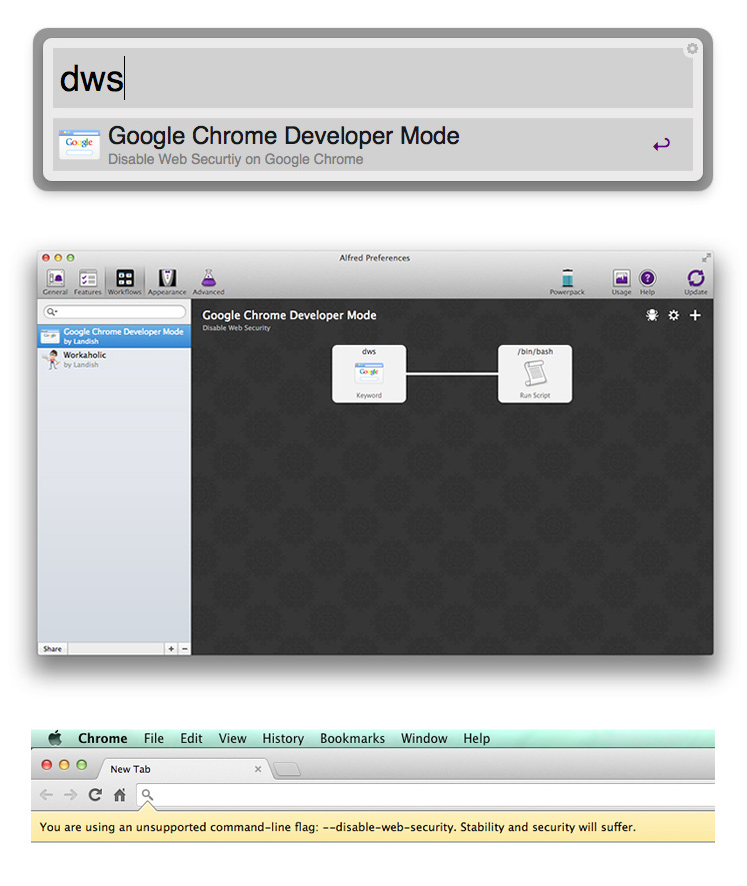 dws
Google
Google Chrome Developer Mode
Disable Web Securtiy on Google Chrome
Alfred Preferences
General Features Workflows Appearance Advanced Powerpack Usage Help Update
Google Chrome Developer Mode
by Landish
Workaholic
by Landish
Google Chrome Developer Mode
Disable Web Security
dws
Google
Keyword
/bin/bash
Run Script
Share
Chrome File Edit View History Bookmarks Window Help
New Tab
You are using an unsupported command-line flag: --disable-web-security. Stability and security will suffer.